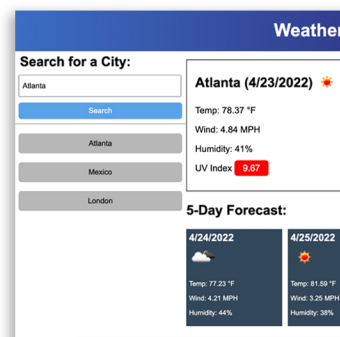 Weather
Search for a City:
Atlanta
Search
Atlanta
Mexico
London
Atlanta (4/23/2022)
Temp: 78.37 °F
Wind: 4.84 MPH
Humidity: 41%
UV Index 9.67
5-Day Forecast:
4/24/2022
Temp: 77.23 °F
Wind: 4.21 MPH
Humidity: 44%
4/25/2022
Temp: 81.59 °F
Wind: 3.25 MPH
Humidity: 38%